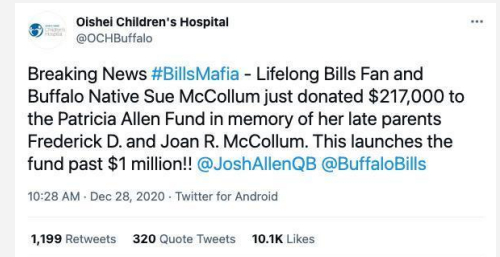 Oishei Children's Hospital
@OCHBuffalo
Breaking News #BillsMafia - Lifelong Bills Fan and
Buffalo Native Sue McCollum just donated $217,000 to
the Patricia Allen Fund in memory of her late parents
Frederick D. and Joan R. McCollum. This launches the
fund past $1 million!! @JoshAllenQB @BuffaloBills
10:28 AM · Dec 28, 2020 · Twitter for Android
1,199 Retweets 320 Quote Tweets 10.1K Likes